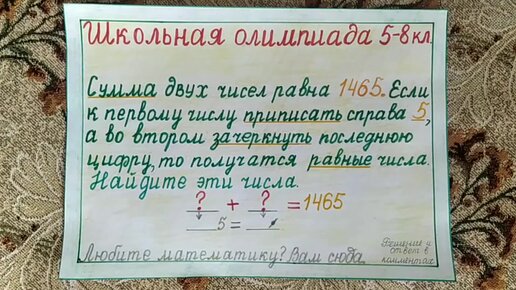 Школьная олимпиада 5-8 кл.
Сумма двух чисел равна 1465. Если
к первому числу приписать справа 5,
а во втором зачеркнуть последнюю
цифру, то получатся равные числа.
Найдите эти числа.
? + ? = 1465
5 =
Любите математику? Вам сюда.
Решение и
ответ в
комментах